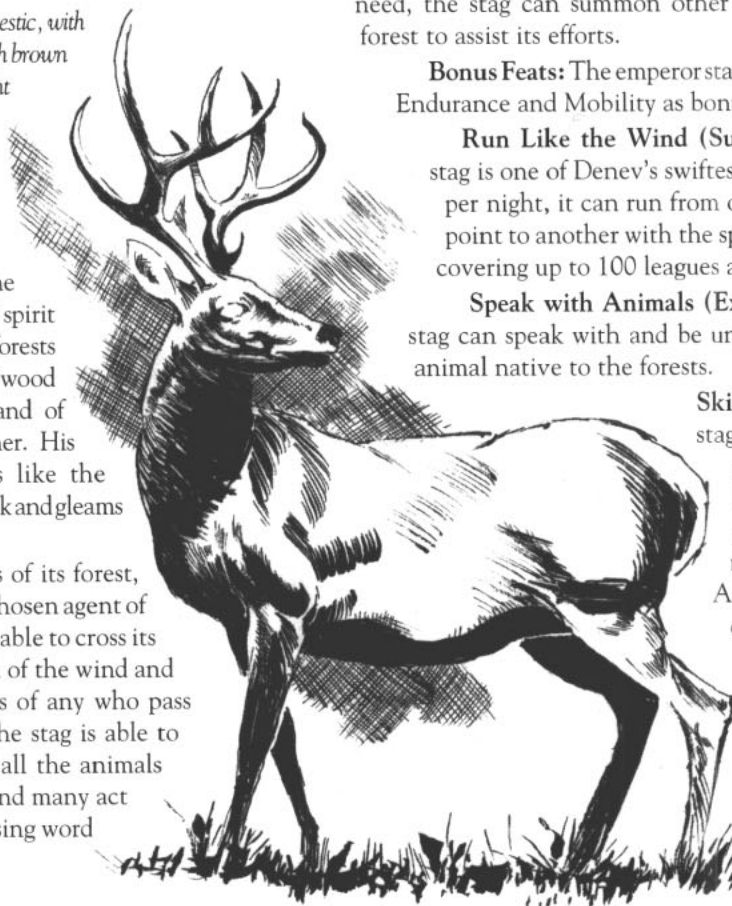 estic, with
h brown
nt
ne
spirit
orests
wood
and of
er. His
s like the
k and gleams
s of its forest,
hosen agent of
able to cross its
of the wind and
s of any who pass
he stag is able to
all the animals
nd many act
sing word
need, the stag can summon other
forest to assist its efforts.
Bonus Feats: The emperor sta
Endurance and Mobility as bon
Run Like the Wind (Su
stag is one of Denev's swiftes
per night, it can run from o
point to another with the sp
covering up to 100 leagues a
Speak with Animals (Ex
stag can speak with and be un
animal native to the forests.
Ski
stag
A